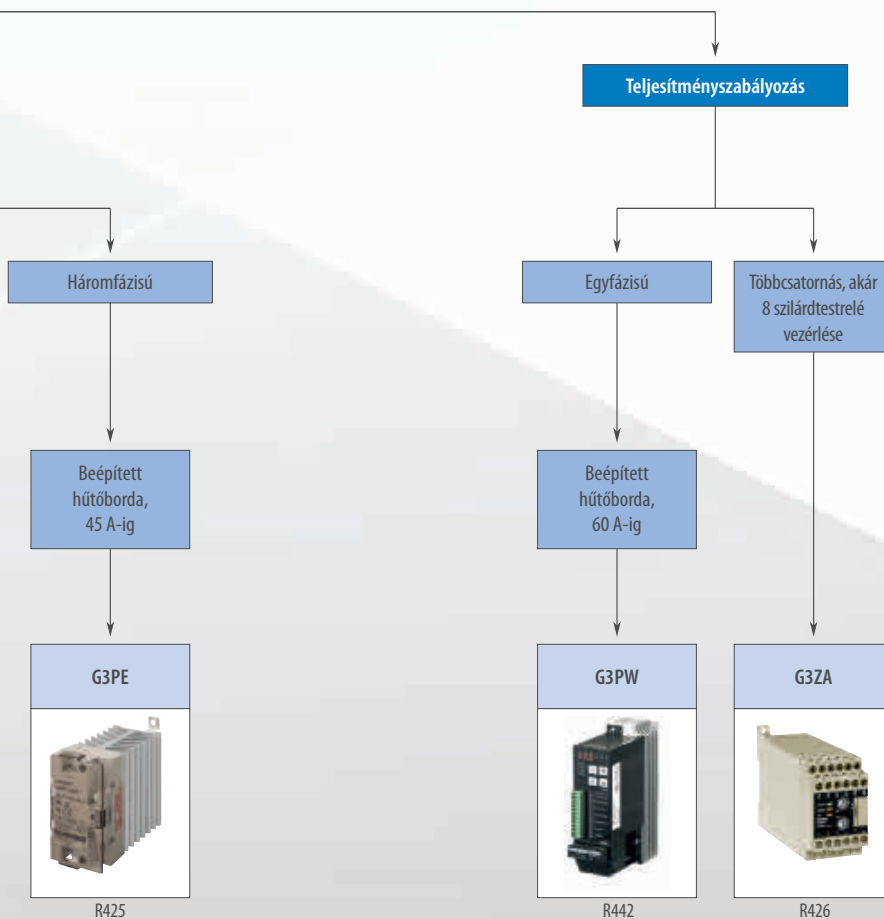 Teljesítményszabályozás
Háromfázisú
Egyfázisú
Többcsatornás, akár
8 szilárdtestrelé
vezérlése
Beépített
hűtőborda,
45 A-ig
Beépített
hűtőborda,
60 A-ig
G3PE
G3PW
G3ZA
R425
R442
R426